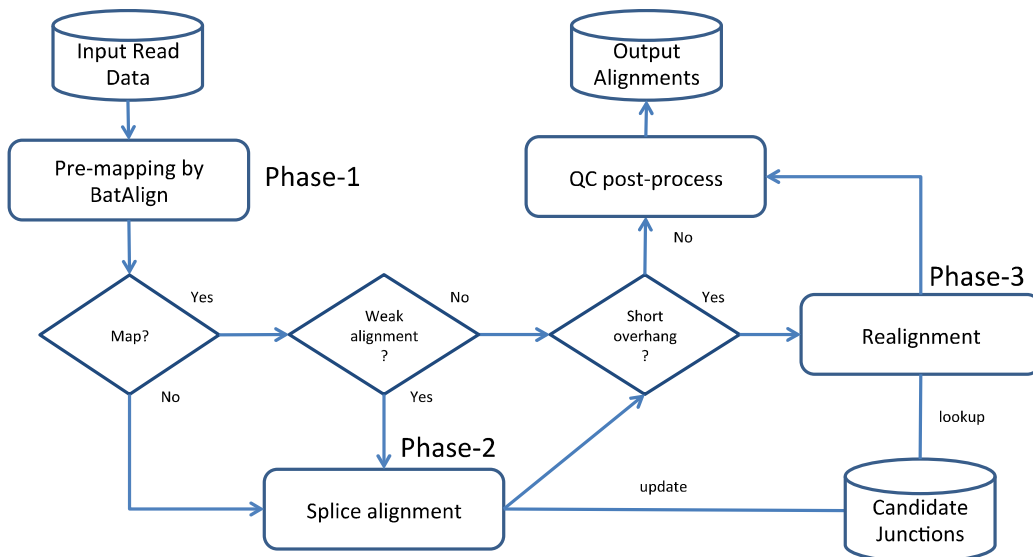 Input Read
Data
Output
Alignments
Pre-mapping by
BatAlign
Phase-1
QC post-process
No
Phase-3
Yes
No
Yes
Map?
Weak
alignment
?
Short
overhang
?
Realignment
No
Yes
lookup
Phase-2
Splice alignment
update
Candidate
Junctions